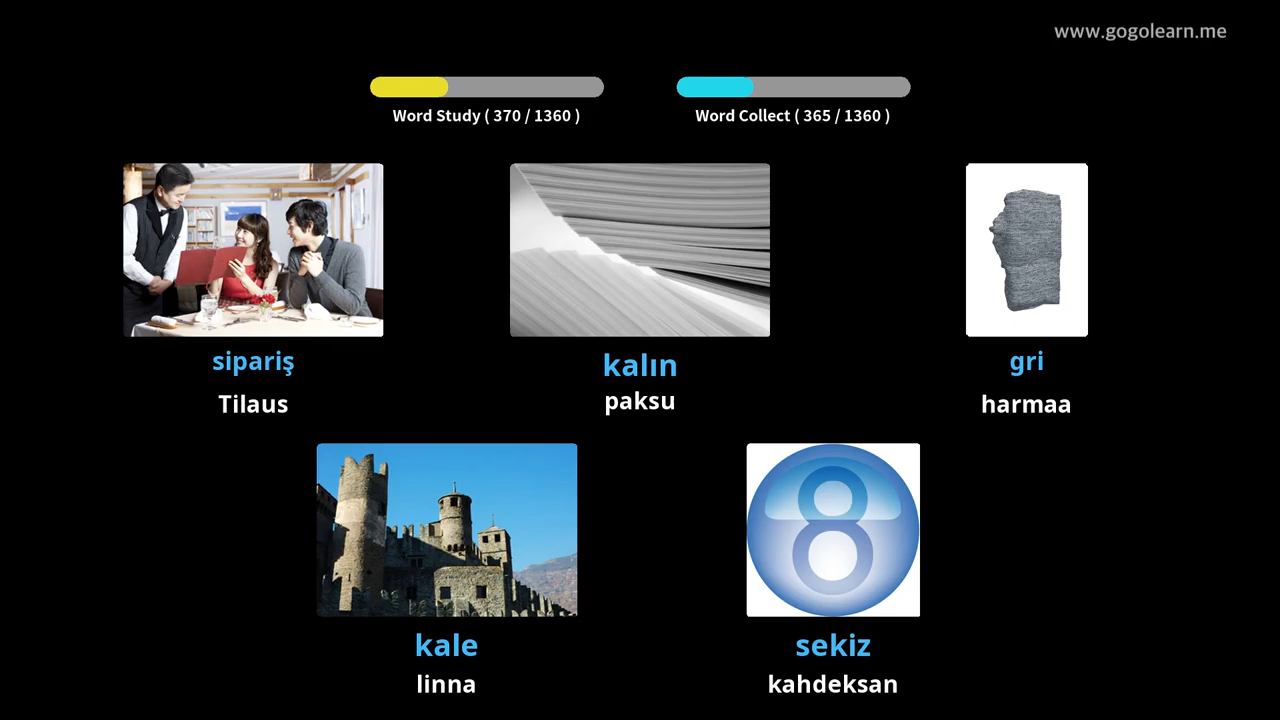 www.gogolearn.me
Word Study ( 370 / 1360 )
Word Collect ( 365 / 1360 )
sipariş
Tilaus
kalın
paksu
gri
harmaa
kale
linna
8
sekiz
kahdeksan